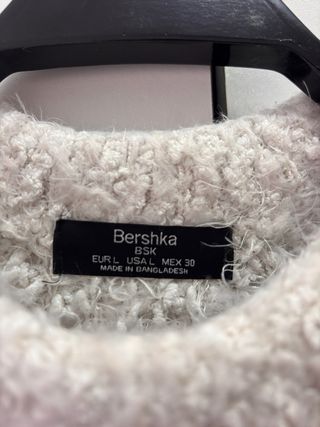 Bershka
BSK
EUR L USA L MEX 30
MADE IN BANGLADESH